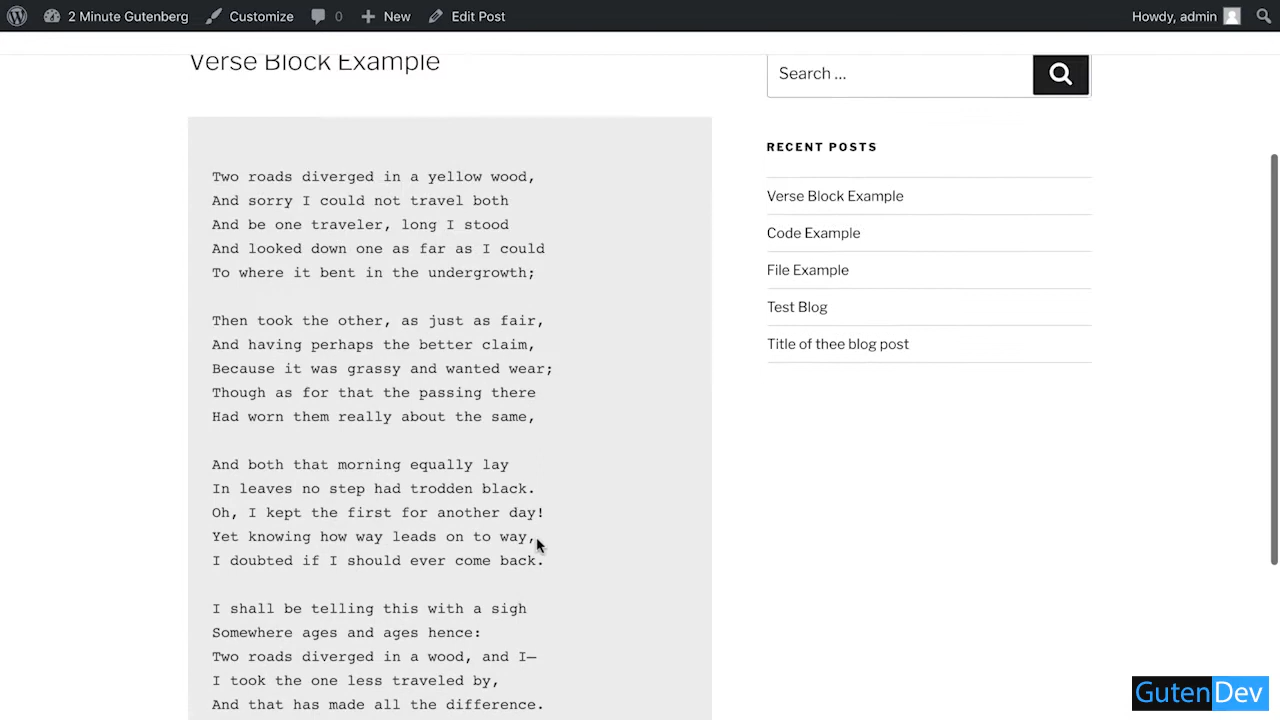 2 Minute Gutenberg
Customize
0
New
Edit Post
Howdy, admin
Verse Block Example
Two roads diverged in a yellow wood,
And sorry I could not travel both
And be one traveler, long I stood
And looked down one as far as I could
To where it bent in the undergrowth;
Then took the other, as just as fair,
And having perhaps the better claim,
Because it was grassy and wanted wear;
Though as for that the passing there
Had worn them really about the same,
And both that morning equally lay
In leaves no step had trodden black.
Oh, I kept the first for another day!
Yet knowing how way leads on to way,
I doubted if I should ever come back.
I shall be telling this with a sigh
Somewhere ages and ages hence:
Two roads diverged in a wood, and I—
I took the one less traveled by,
And that has made all the difference.
Search …
RECENT POSTS
Verse Block Example
Code Example
File Example
Test Blog
Title of thee blog post
GutenDev